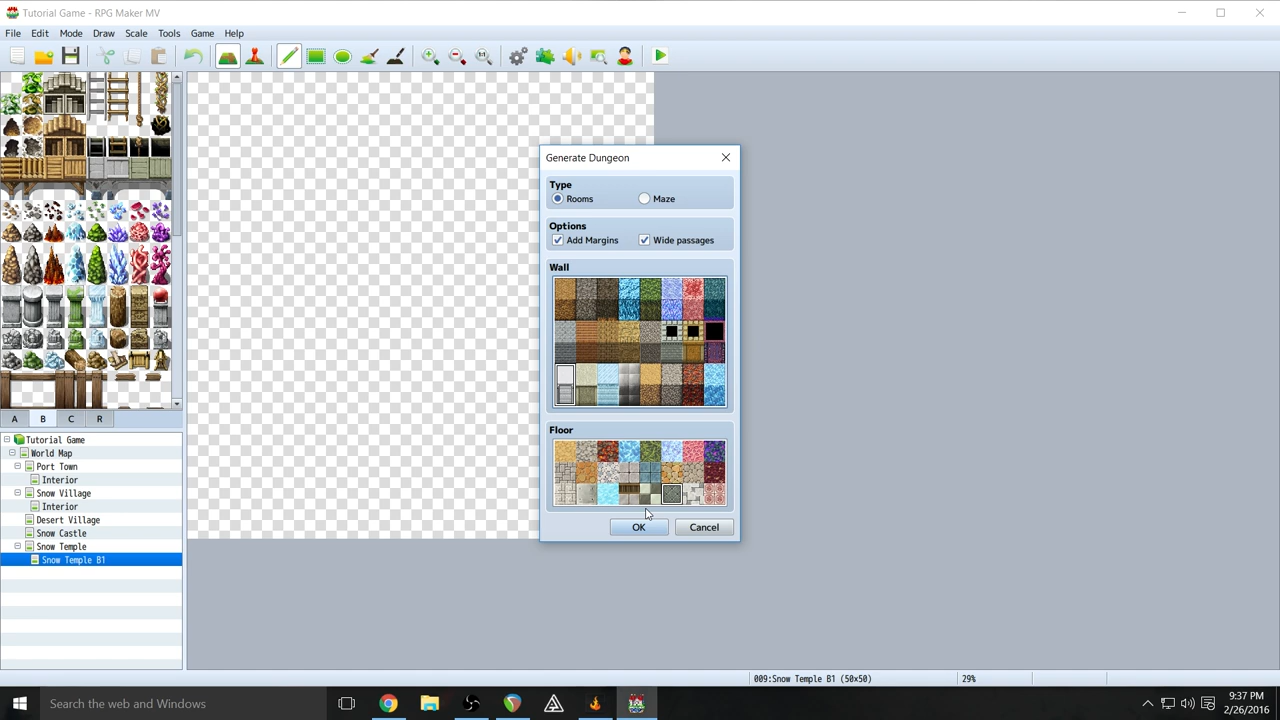 Tutorial Game - RPG Maker MV
File Edit Mode Draw Scale Tools Game Help
1:1
Generate Dungeon
Type
Rooms Maze
Options
Add Margins Wide passages
Wall
Floor
OK Cancel
A B C R
Tutorial Game
World Map
Port Town
Interior
Snow Village
Interior
Desert Village
Snow Castle
Snow Temple
Snow Temple B1
009:Snow Temple B1 (50x50) 29%
Search the web and Windows
9:37 PM
2/26/2016